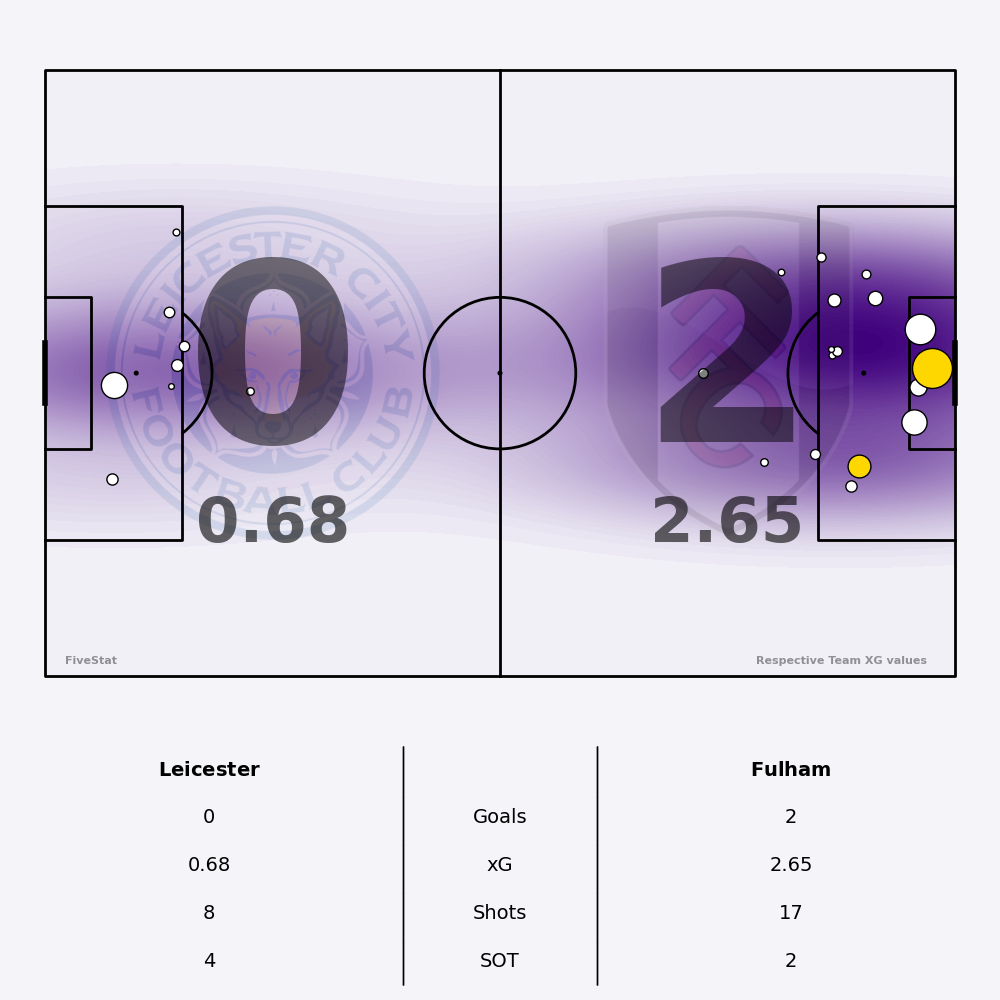 LEICESTER CITY
FOOTBALL CLUB
0
2
0.68
2.65
FiveStat
Respective Team XG values
Leicester Fulham
0 Goals 2
0.68 xG 2.65
8 Shots 17
4 SOT 2